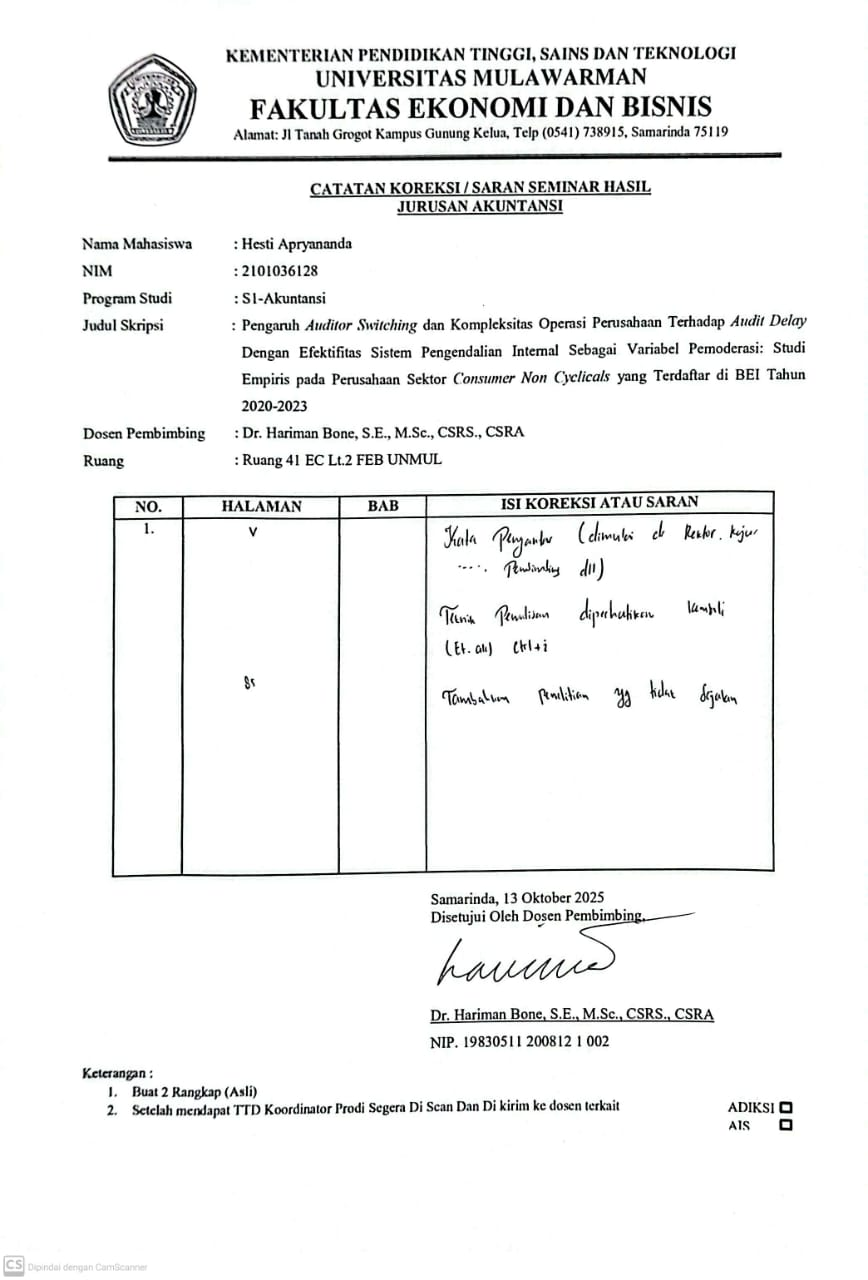 KEMENTERIAN PENDIDIKAN TINGGI, SAINS DAN TEKNOLOGI
UNIVERSITAS MULAWARMAN
FAKULTAS EKONOMI DAN BISNIS
Alamat: Jl Tanah Grogot Kampus Gunung Kelua, Telp (0541) 738915, Samarinda 75119
CATATAN KOREKSI / SARAN SEMINAR HASIL
JURUSAN AKUNTANSI
Nama Mahasiswa : Hesti Apryananda
NIM : 2101036128
Program Studi : S1-Akuntansi
Judul Skripsi : Pengaruh Auditor Switching dan Kompleksitas Operasi Perusahaan Terhadap Audit Delay
Dengan Efektifitas Sistem Pengendalian Internal Sebagai Variabel Pemoderasi: Studi
Empiris pada Perusahaan Sektor Consumer Non Cyclicals yang Terdaftar di BEI Tahun
2020-2023
Dosen Pembimbing : Dr. Hariman Bone, S.E., M.Sc., CSRS., CSRA
Ruang : Ruang 41 EC Lt.2 FEB UNMUL
NO. HALAMAN BAB ISI KOREKSI ATAU SARAN
1. V Kata Pengantar (dimulai Rektor.
..... Pembimbing dll)
Teknik Penulisan diperhatikan kembali
(Et. al) Ctrl+i
Tambahkan penelitian yg tidak Sejalan
Samarinda, 13 Oktober 2025
Disetujui Oleh Dosen Pembimbing,
Dr. Hariman Bone, S.E., M.Sc., CSRS., CSRA
NIP. 19830511 200812 1 002
Keterangan :
1. Buat 2 Rangkap (Asli)
2. Setelah mendapat TTD Koordinator Prodi Segera Di Scan Dan Di kirim ke dosen terkait
ADIKSI
AIS
CS Dipindai dengan CamScanner